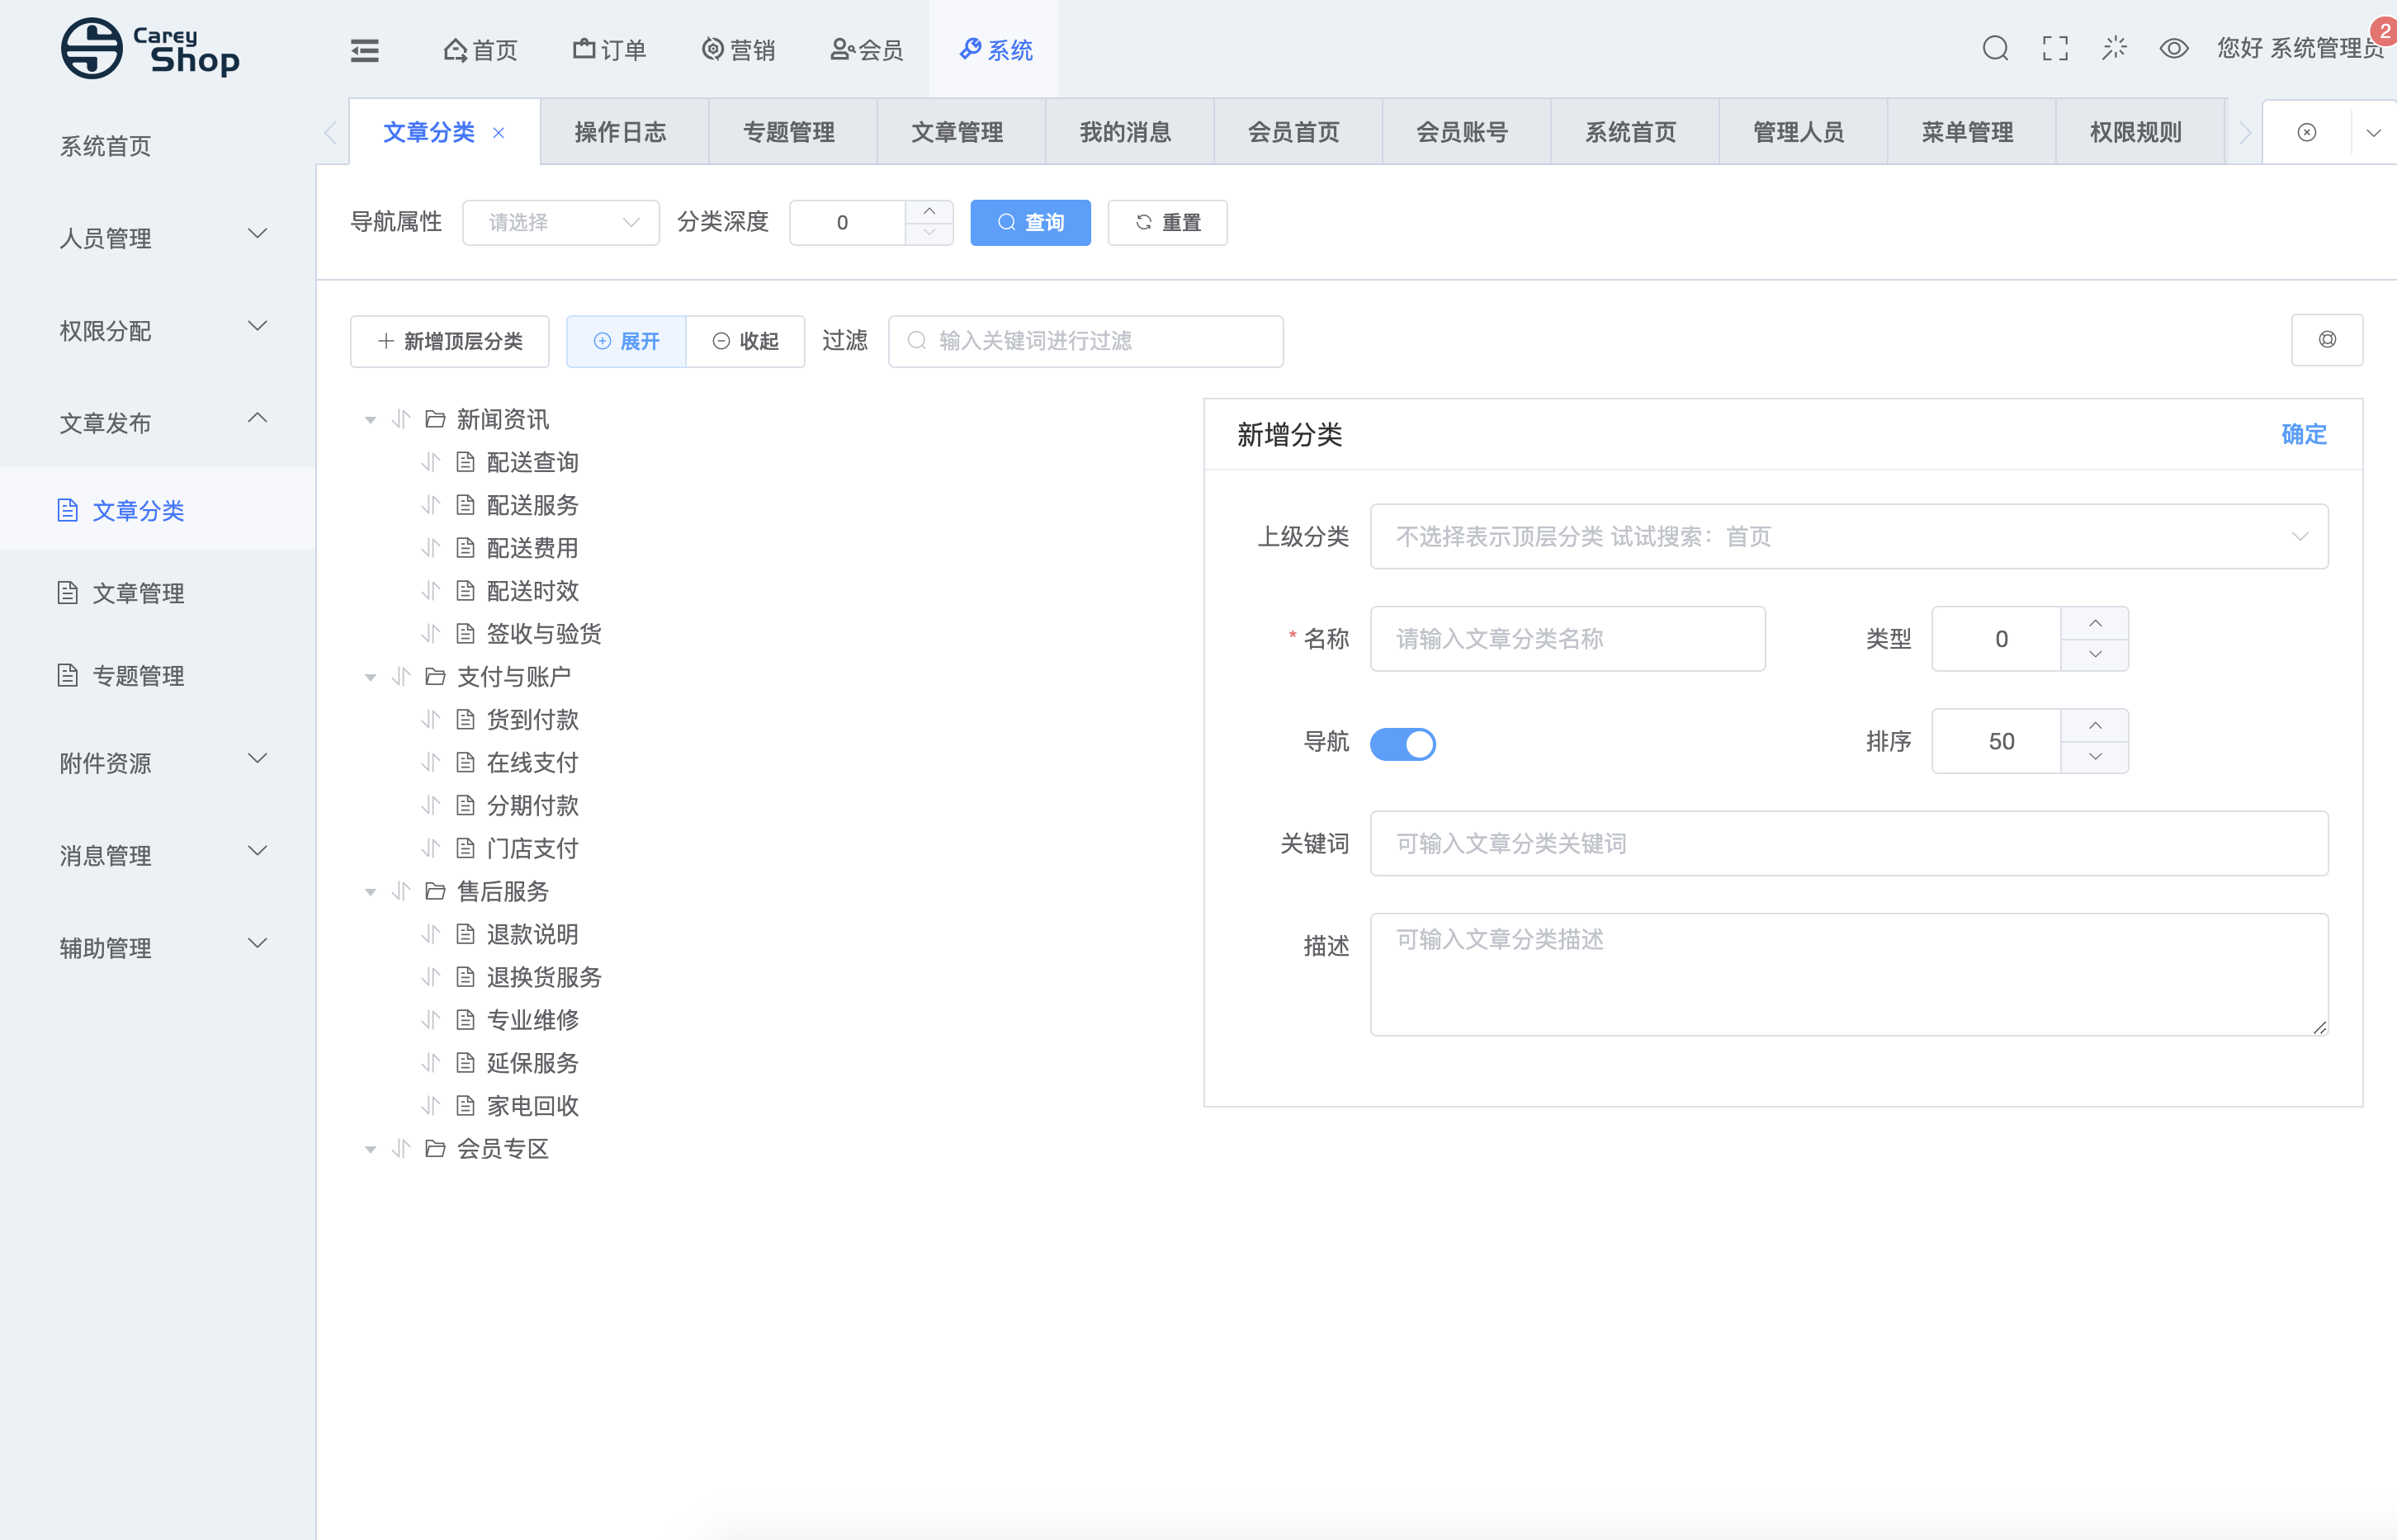 Carey Shop
首页 订单 营销 会员 系统
您好 系统管理员 2
系统首页
人员管理
权限分配
文章发布
文章分类
文章管理
专题管理
附件资源
消息管理
辅助管理
文章分类 操作日志 专题管理 文章管理 我的消息 会员首页 会员账号 系统首页 管理人员 菜单管理 权限规则
导航属性 请选择 分类深度 0 查询 重置
新增顶层分类 展开 收起 过滤 输入关键词进行过滤
新闻资讯
配送查询
配送服务
配送费用
配送时效
签收与验货
支付与账户
货到付款
在线支付
分期付款
门店支付
售后服务
退款说明
退换货服务
专业维修
延保服务
家电回收
会员专区
新增分类 确定
上级分类 不选择表示顶层分类 试试搜索：首页
* 名称 请输入文章分类名称 类型 0
导航 排序 50
关键词 可输入文章分类关键词
描述 可输入文章分类描述